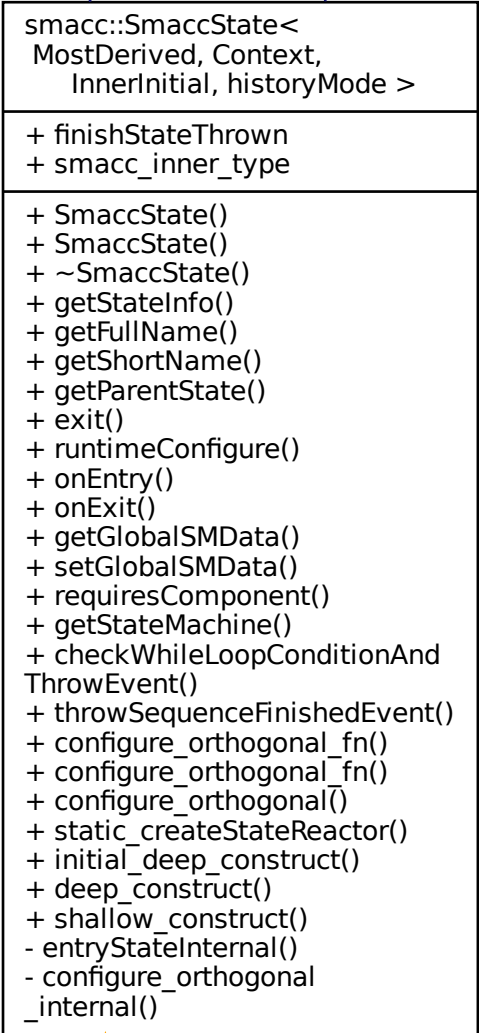 smacc::SmaccState<
MostDerived, Context,
InnerInitial, historyMode >
+ finishStateThrown
+ smacc_inner_type
+ SmaccState()
+ SmaccState()
+ ~SmaccState()
+ getStateInfo()
+ getFullName()
+ getShortName()
+ getParentState()
+ exit()
+ runtimeConfigure()
+ onEntry()
+ onExit()
+ getGlobalSMData()
+ setGlobalSMData()
+ requiresComponent()
+ getStateMachine()
+ checkWhileLoopConditionAnd
ThrowEvent()
+ throwSequenceFinishedEvent()
+ configure_orthogonal_fn()
+ configure_orthogonal_fn()
+ configure_orthogonal()
+ static_createStateReactor()
+ initial_deep_construct()
+ deep_construct()
+ shallow_construct()
- entryStateInternal()
- configure_orthogonal
_internal()